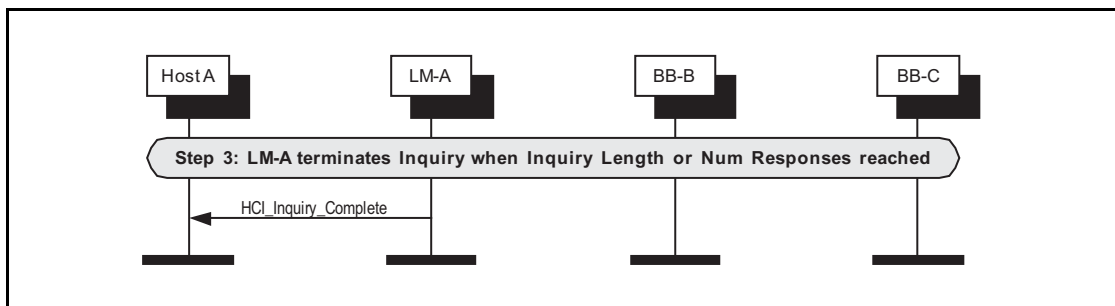 Host A
LM-A
BB-B
BB-C
Step 3: LM-A terminates Inquiry when Inquiry Length or Num Responses reached
HCI_Inquiry_Complete